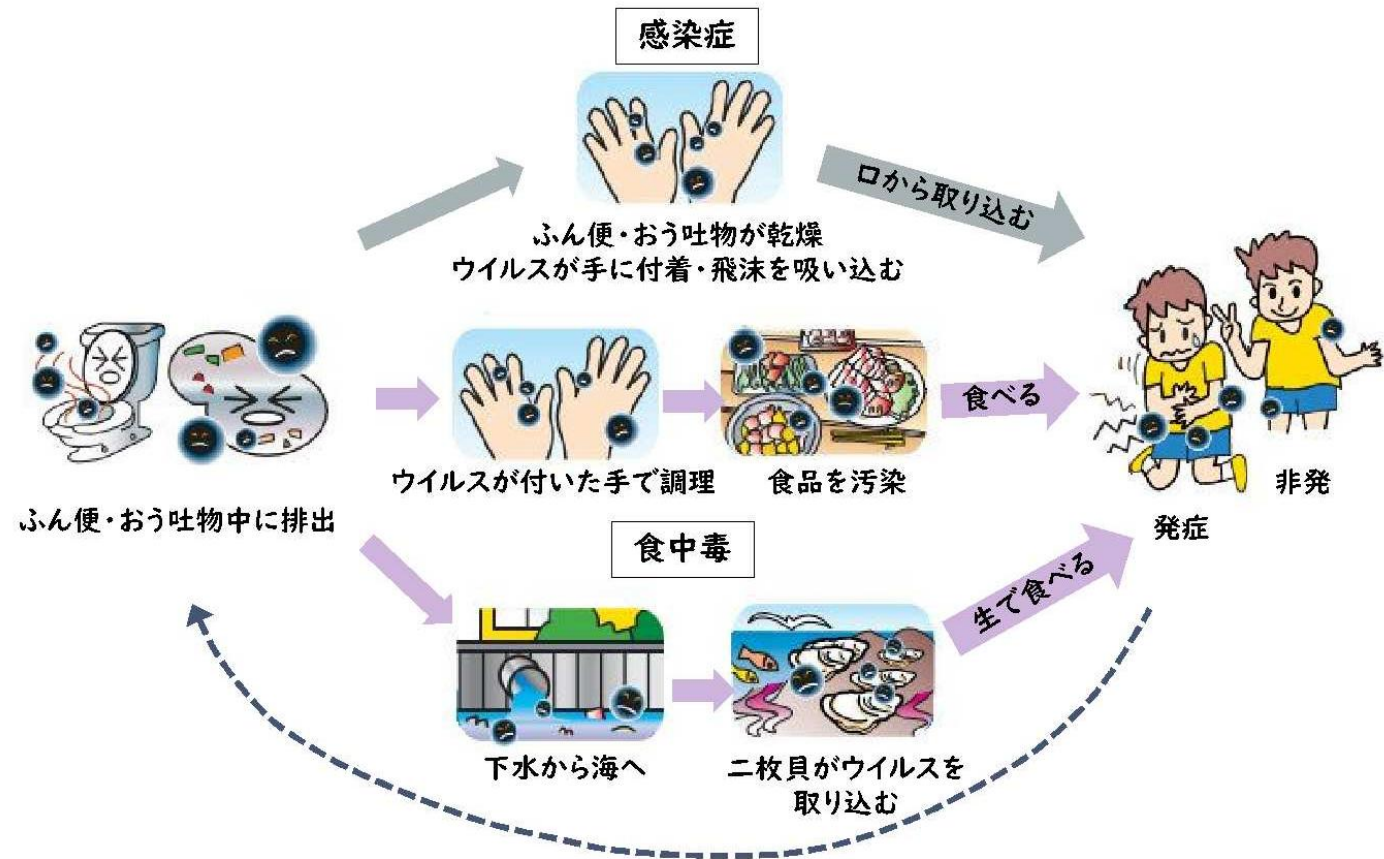 感染症
ふん便・おう吐物が乾燥
ウイルスが手に付着・飛沫を吸い込む
口から取り込む
ふん便・おう吐物中に排出
ウイルスが付いた手で調理
食品を汚染
食べる
発症
非発
食中毒
下水から海へ
二枚貝がウイルスを
取り込む
生で食べる